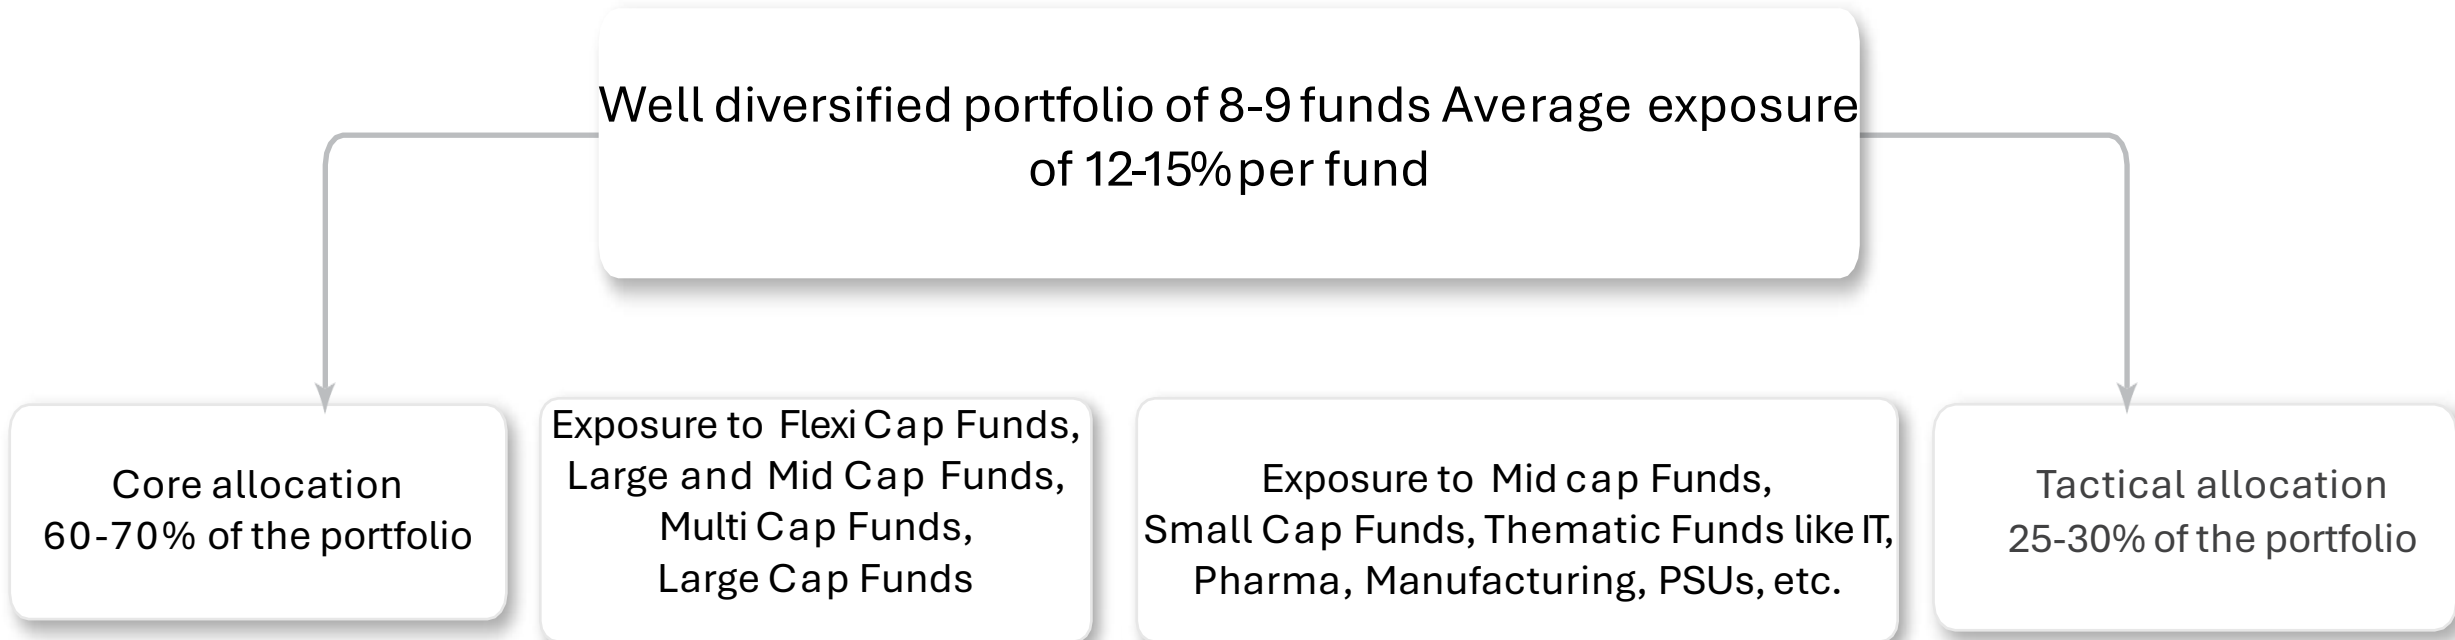 Well diversified portfolio of 8-9 funds Average exposure
of 12-15% per fund
Core allocation
60-70% of the portfolio
Exposure to Flexi Cap Funds,
Large and Mid Cap Funds,
Multi Cap Funds,
Large Cap Funds
Exposure to Mid cap Funds,
Small Cap Funds, Thematic Funds like IT,
Pharma, Manufacturing, PSUs, etc.
Tactical allocation
25-30% of the portfolio